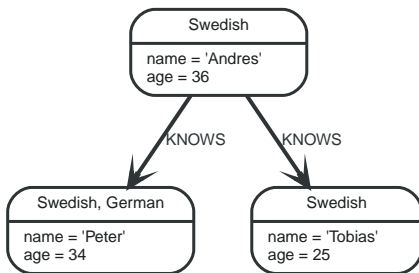 Swedish
name = 'Andres'
age = 36
KNOWS
KNOWS
Swedish, German
name = 'Peter'
age = 34
Swedish
name = 'Tobias'
age = 25